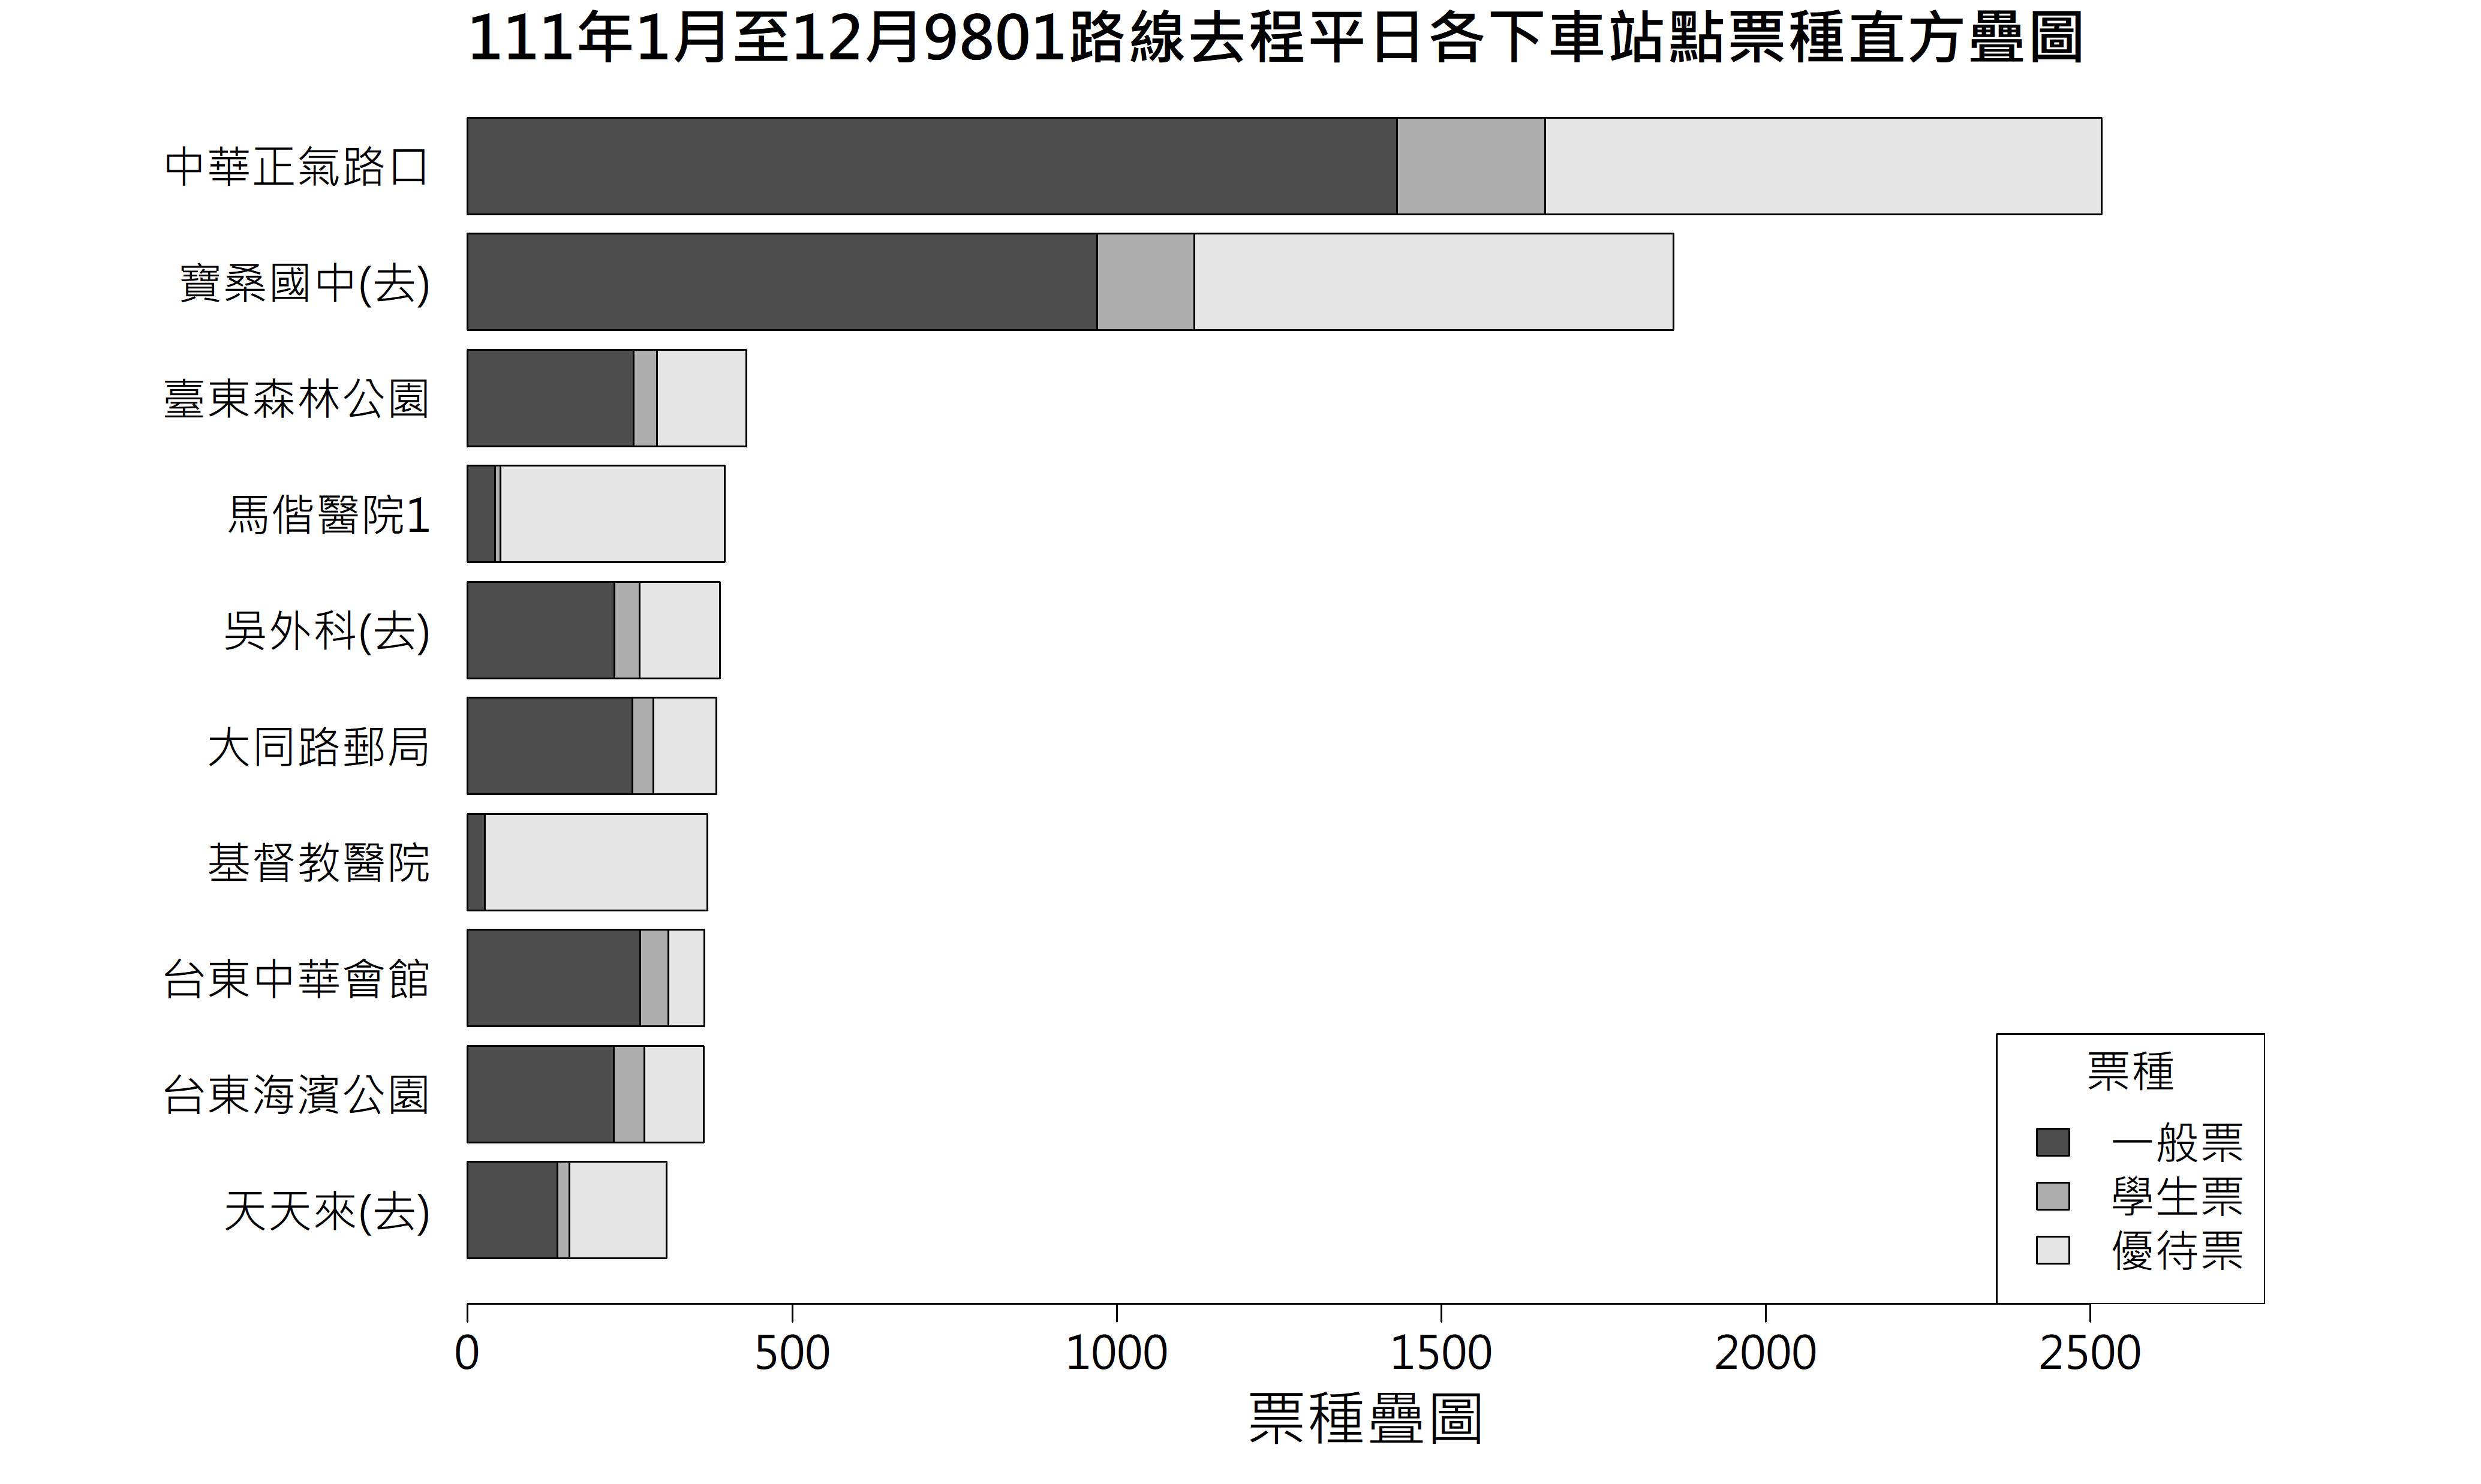 111年1月至12月9801路線去程平日各下車站點票種直方疊圖
中華正氣路口
寶桑國中(去)
臺東森林公園
馬偕醫院1
吳外科(去)
大同路郵局
基督教醫院
台東中華會館
台東海濱公園
天天來(去)
票種
一般票
學生票
優待票
0 500 1000 1500 2000 2500
票種疊圖